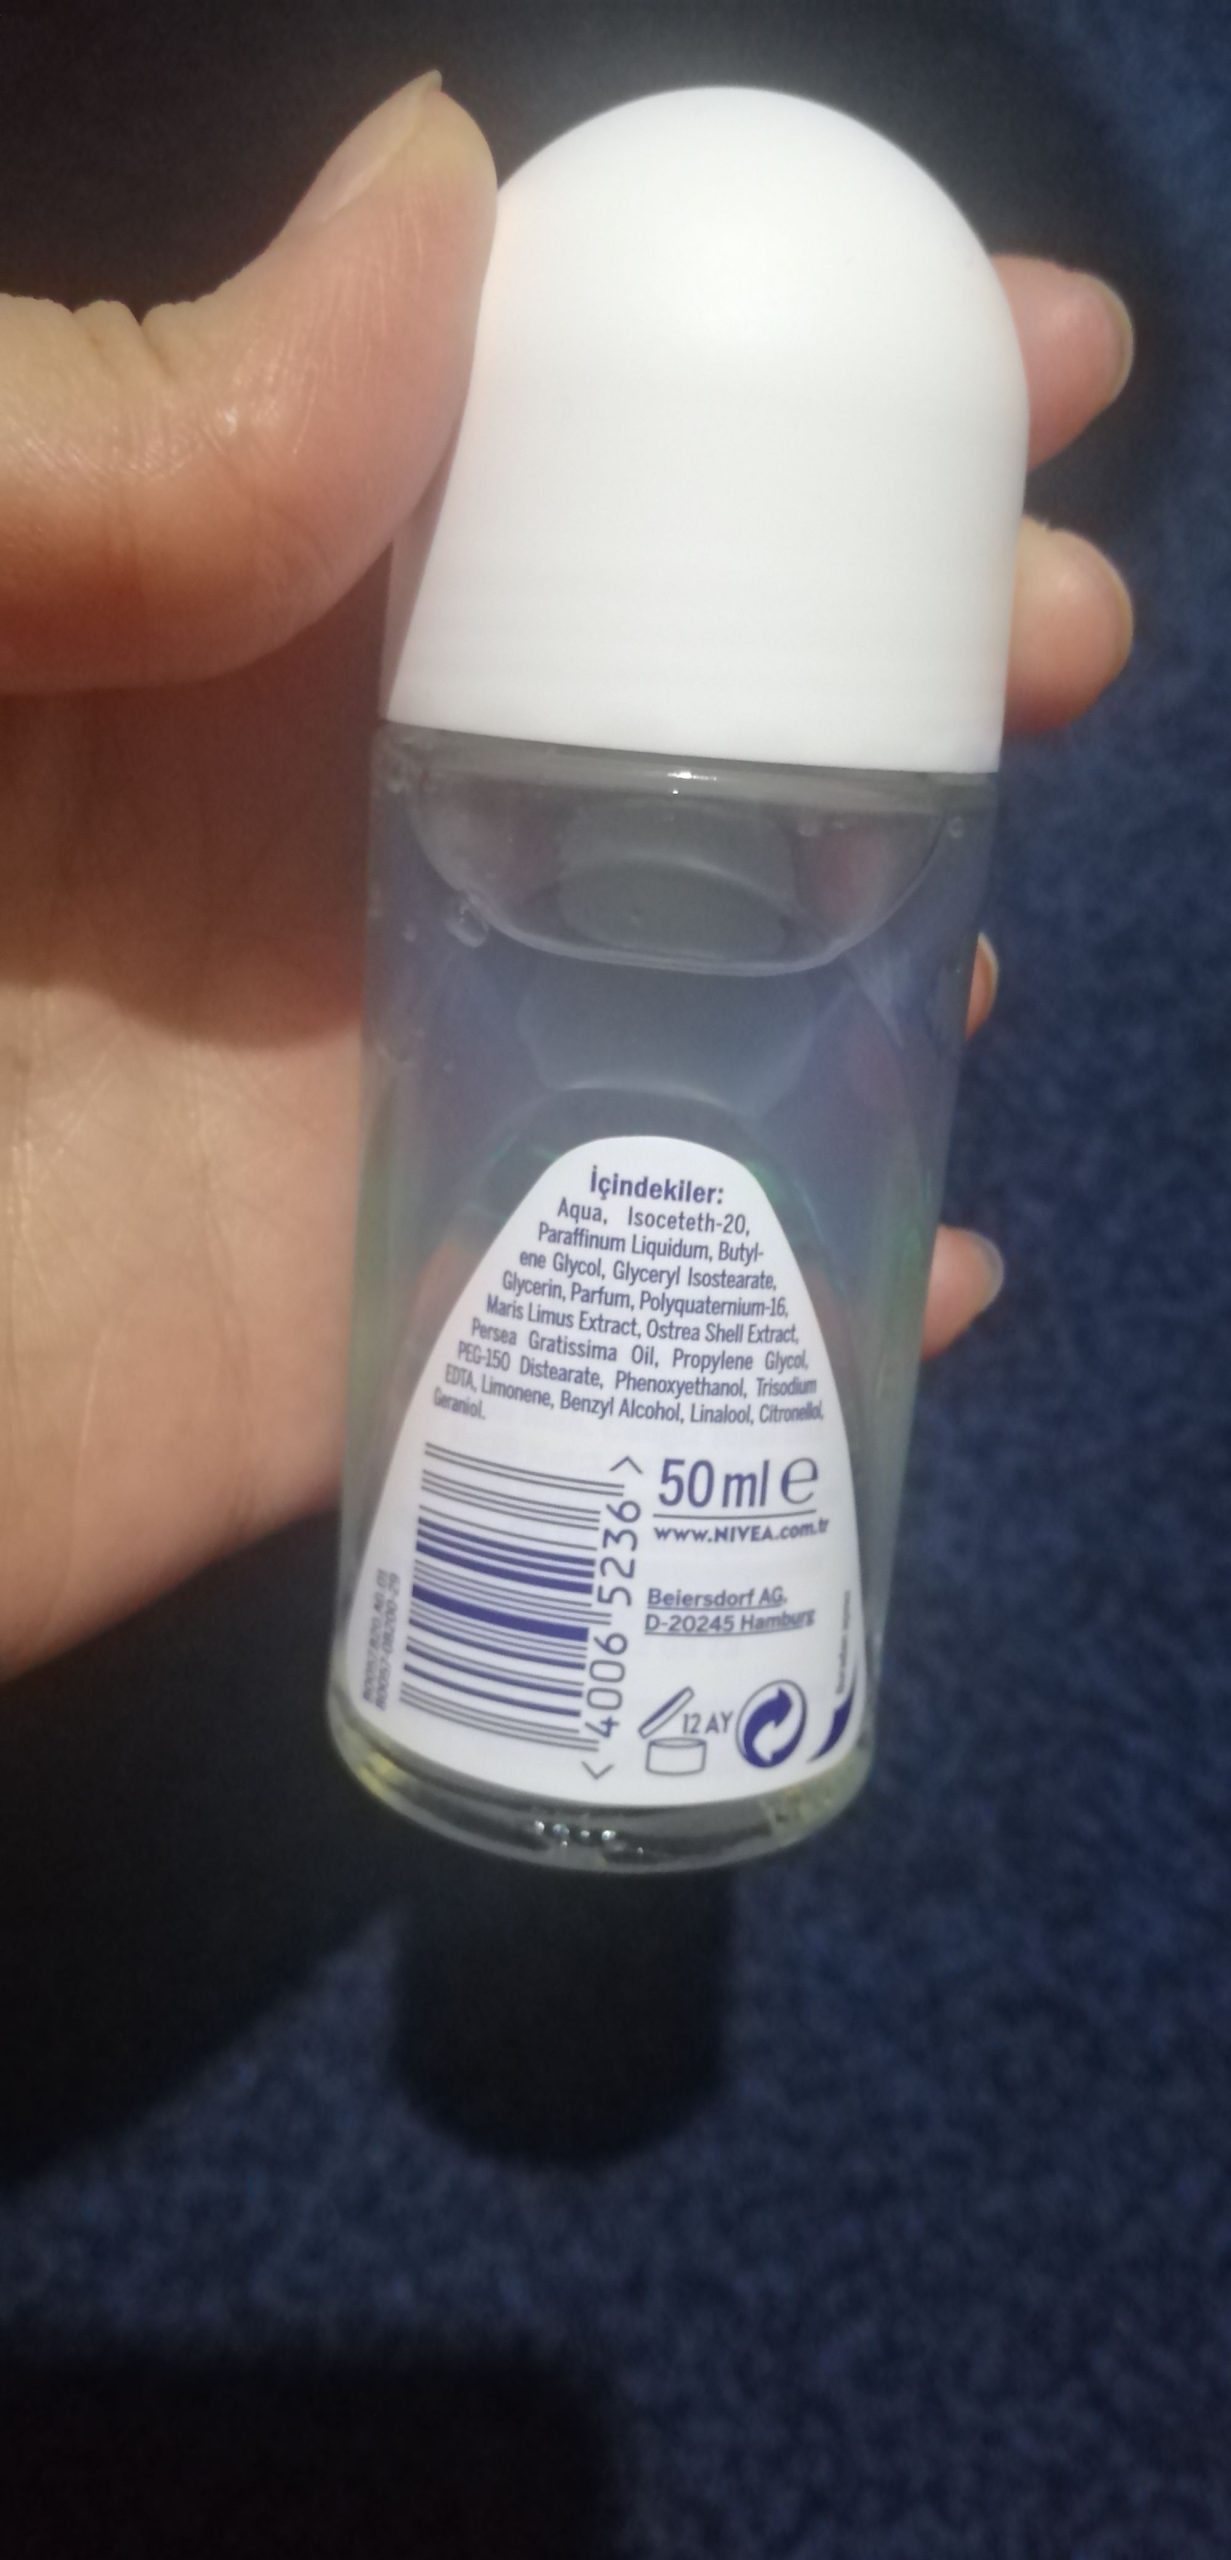 İçindekiler:
Aqua, Isoceteth-20,
Paraffinum Liquidum, Butyl-
ene Glycol, Glyceryl Isostearate,
Glycerin, Parfum, Polyquaternium-16,
Maris Limus Extract, Ostrea Shell Extract,
Persea Gratissima Oil, Propylene Glycol,
PEG-150 Distearate, Phenoxyethanol, Trisodium
EDTA, Limonene, Benzyl Alcohol, Linalool, Citronellol,
Geraniol.
50 ml e
www.NIVEA.com.tr
Beiersdorf AG,
D-20245 Hamburg
12 AY
<4006 5236>